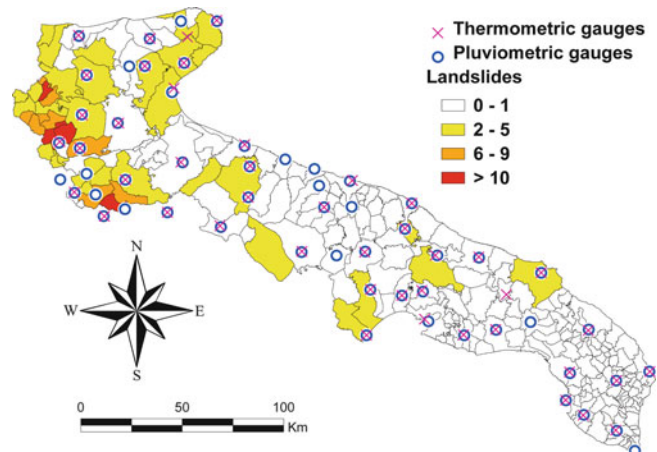 Thermometric gauges
Pluviometric gauges
Landslides
0 - 1
2 - 5
6 - 9
> 10
N
W E
S
0 50 100
Km